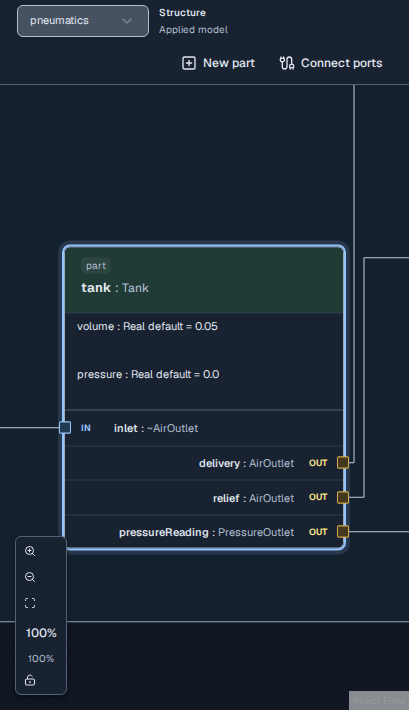 pneumatics
Structure
Applied model
New part
Connect ports
part
tank : Tank
volume : Real default = 0.05
pressure : Real default = 0.0
IN inlet : ~AirOutlet
delivery : AirOutlet OUT
relief : AirOutlet OUT
pressureReading : PressureOutlet OUT
100%
100%
React Flow